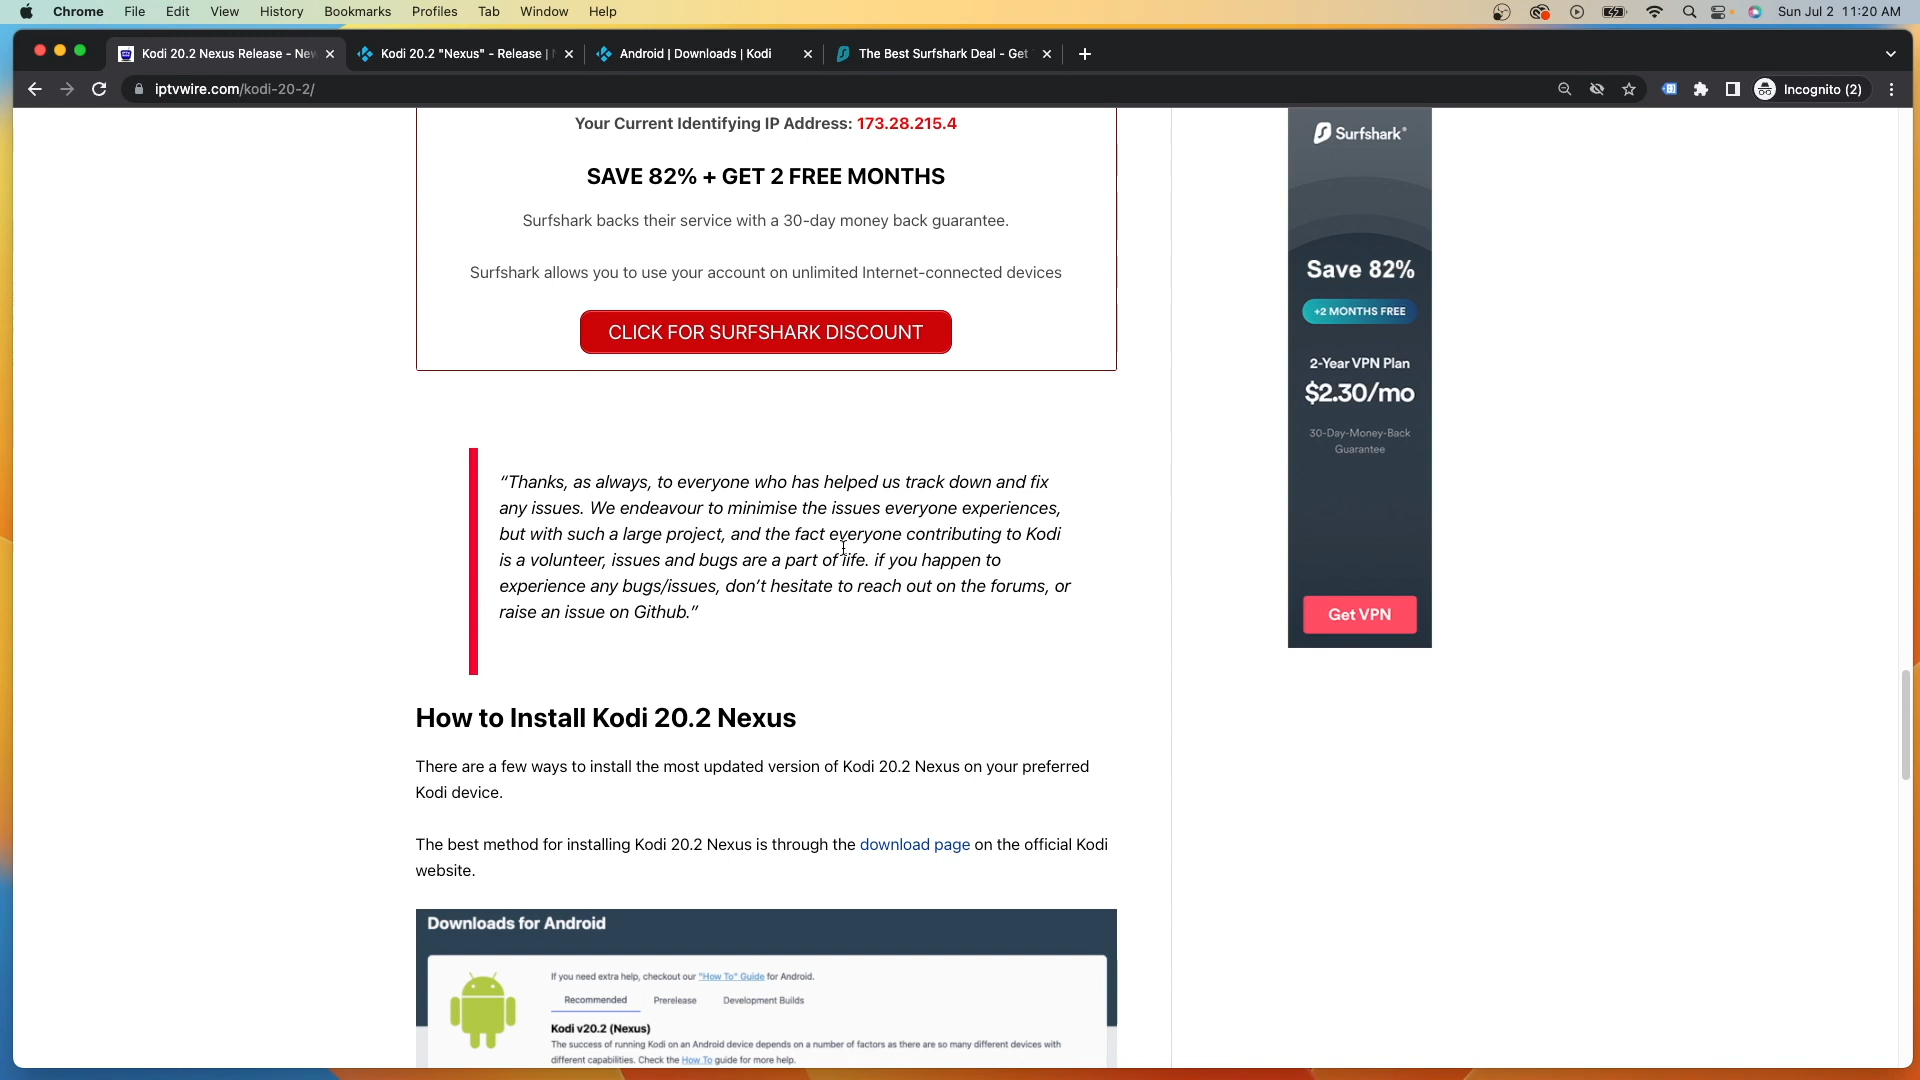 Chrome File Edit View History Bookmarks Profiles Tab Window Help Sun Jul 2 11:20 AM
Kodi 20.2 Nexus Release - New Kodi 20.2 "Nexus" - Release | Android | Downloads | Kodi The Best Surfshark Deal - Get
iptvwire.com/kodi-20-2/ Incognito (2)
Your Current Identifying IP Address: 173.28.215.4
SAVE 82% + GET 2 FREE MONTHS
Surfshark backs their service with a 30-day money back guarantee.
Surfshark allows you to use your account on unlimited Internet-connected devices
CLICK FOR SURFSHARK DISCOUNT
“Thanks, as always, to everyone who has helped us track down and fix
any issues. We endeavour to minimise the issues everyone experiences,
but with such a large project, and the fact everyone contributing to Kodi
is a volunteer, issues and bugs are a part of life. if you happen to
experience any bugs/issues, don’t hesitate to reach out on the forums, or
raise an issue on Github.”
How to Install Kodi 20.2 Nexus
There are a few ways to install the most updated version of Kodi 20.2 Nexus on your preferred
Kodi device.
The best method for installing Kodi 20.2 Nexus is through the download page on the official Kodi
website.
Downloads for Android
If you need extra help, checkout our "How To" Guide for Android.
Recommended Prerelease Development Builds
Kodi v20.2 (Nexus)
The success of running Kodi on an Android device depends on a number of factors as there are so many different devices with
different capabilities. Check the How To guide for more help.
Surfshark®
Save 82%
+2 MONTHS FREE
2-Year VPN Plan
$2.30/mo
30-Day-Money-Back
Guarantee
Get VPN